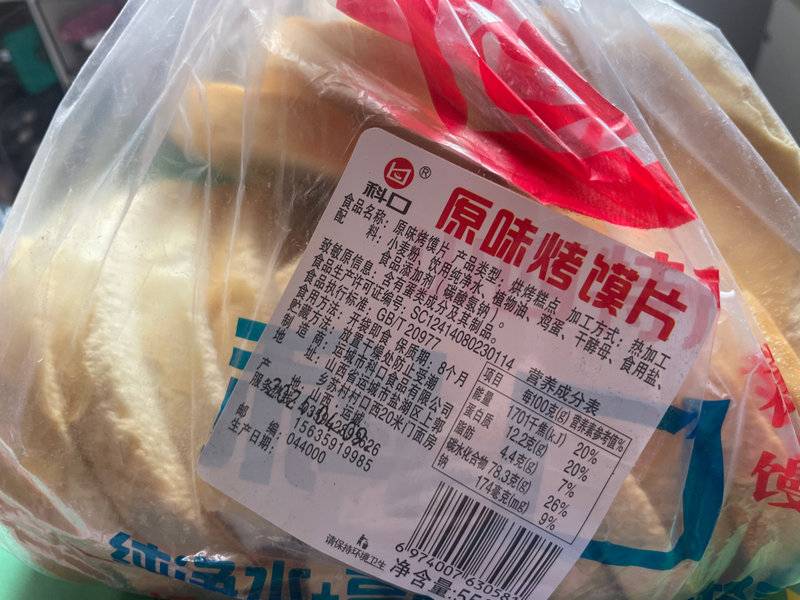 科口®
原味烤馍片
食品名称：原味烤馍片 产品类型：烘烤糕点 加工方式：热加工
配料：小麦粉、饮用纯净水、植物油、鸡蛋、干酵母、食用盐、
食品添加剂（碳酸氢钠）。
致敏原信息：含有蛋类成分及其制品。
食品生产许可证编号：SC12414080230114
食品执行标准：GB/T 20977
食用方法：开袋即食 保质期：8个月
贮藏方法：放置干燥处防止变潮
制造商：运城市科口食品有限公司
地址：山西省运城市盐湖区上郭
乡苏村村口西20米门面房
产地：山西·运城
15635919985
邮编：044000
生产日期：
营养成分表
项目 每100克(g) 营养素参考值%
能量 1701千焦(kJ) 20%
蛋白质 12.2克(g) 20%
脂肪 4.4克(g) 7%
碳水化合物 78.3克(g) 26%
钠 174毫克(mg) 9%
请保持环境卫生
净含量:
纯净水+